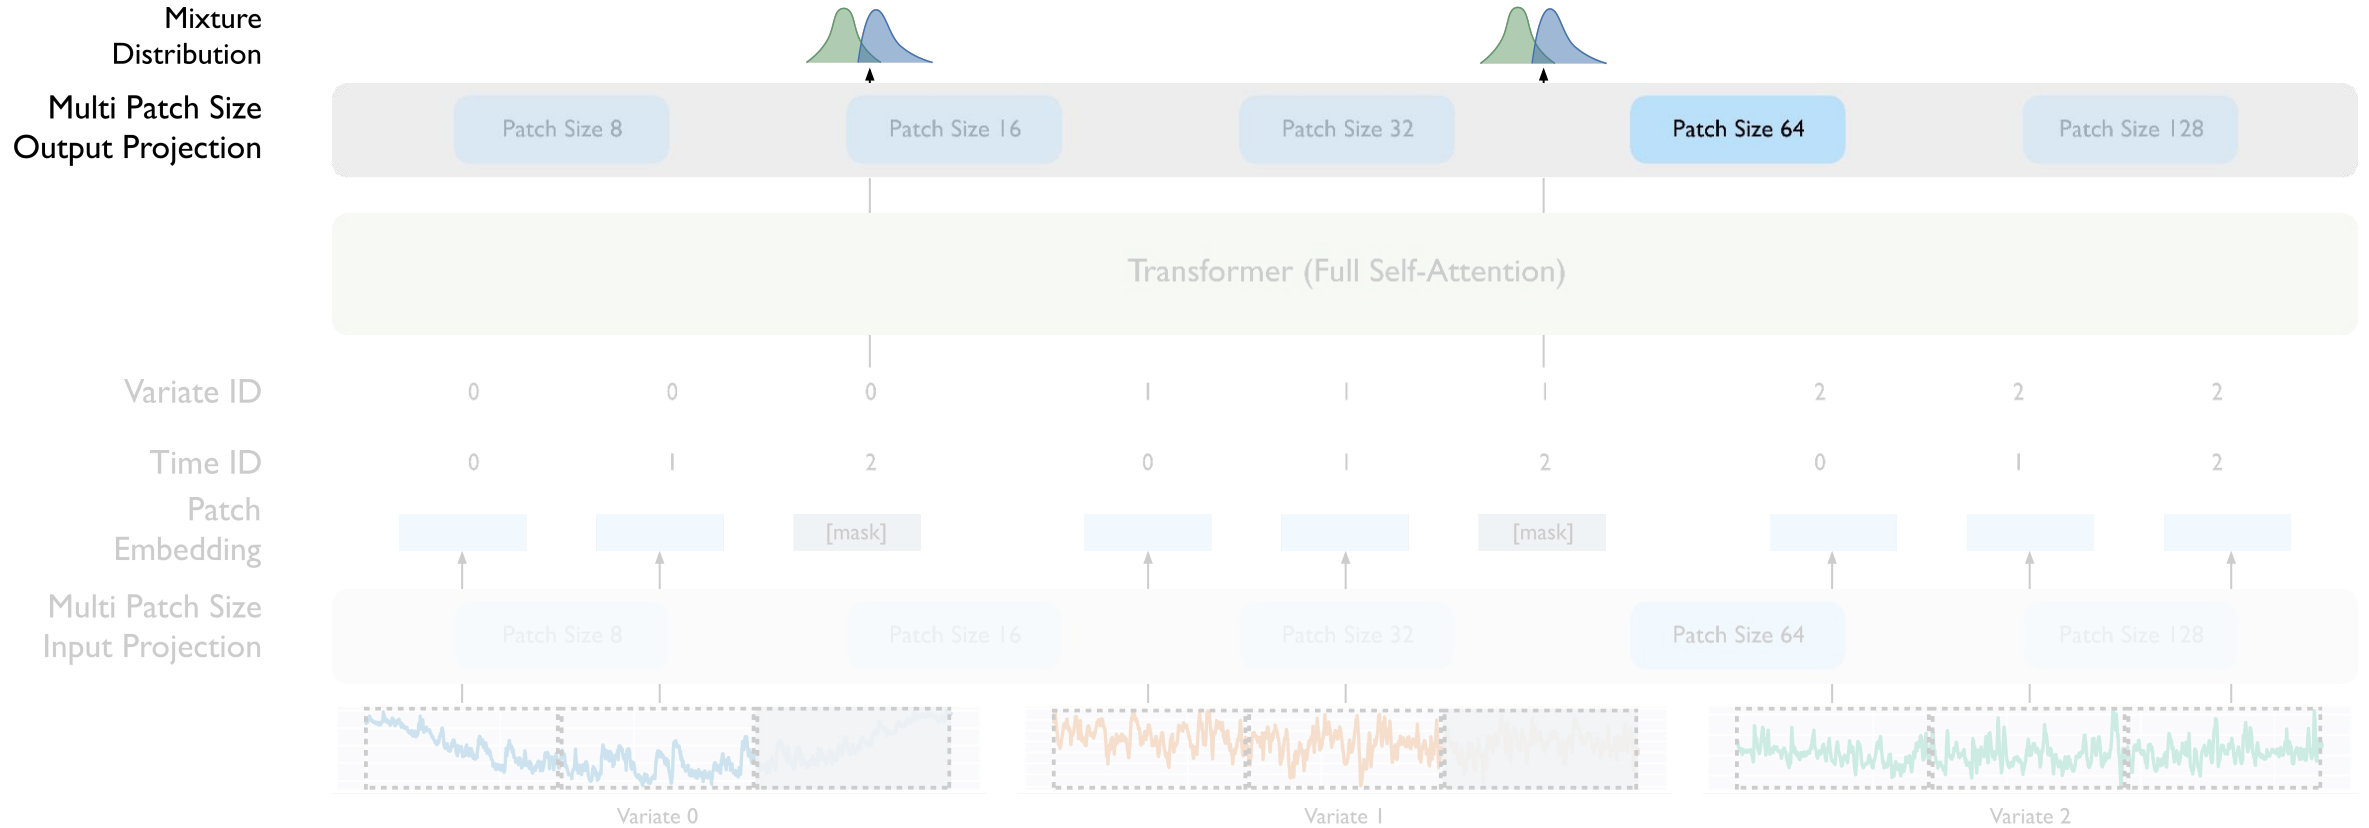 Mixture
Distribution
Multi Patch Size
Output Projection
Patch Size 8
Patch Size 16
Patch Size 32
Patch Size 64
Patch Size 128
Transformer (Full Self-Attention)
Variate ID
0 0 0 1 1 1 2 2 2
Time ID
0 1 2 0 1 2 0 1 2
Patch
Embedding
[mask]
[mask]
Multi Patch Size
Input Projection
Patch Size 8
Patch Size 16
Patch Size 32
Patch Size 64
Patch Size 128
Variate 0
Variate 1
Variate 2